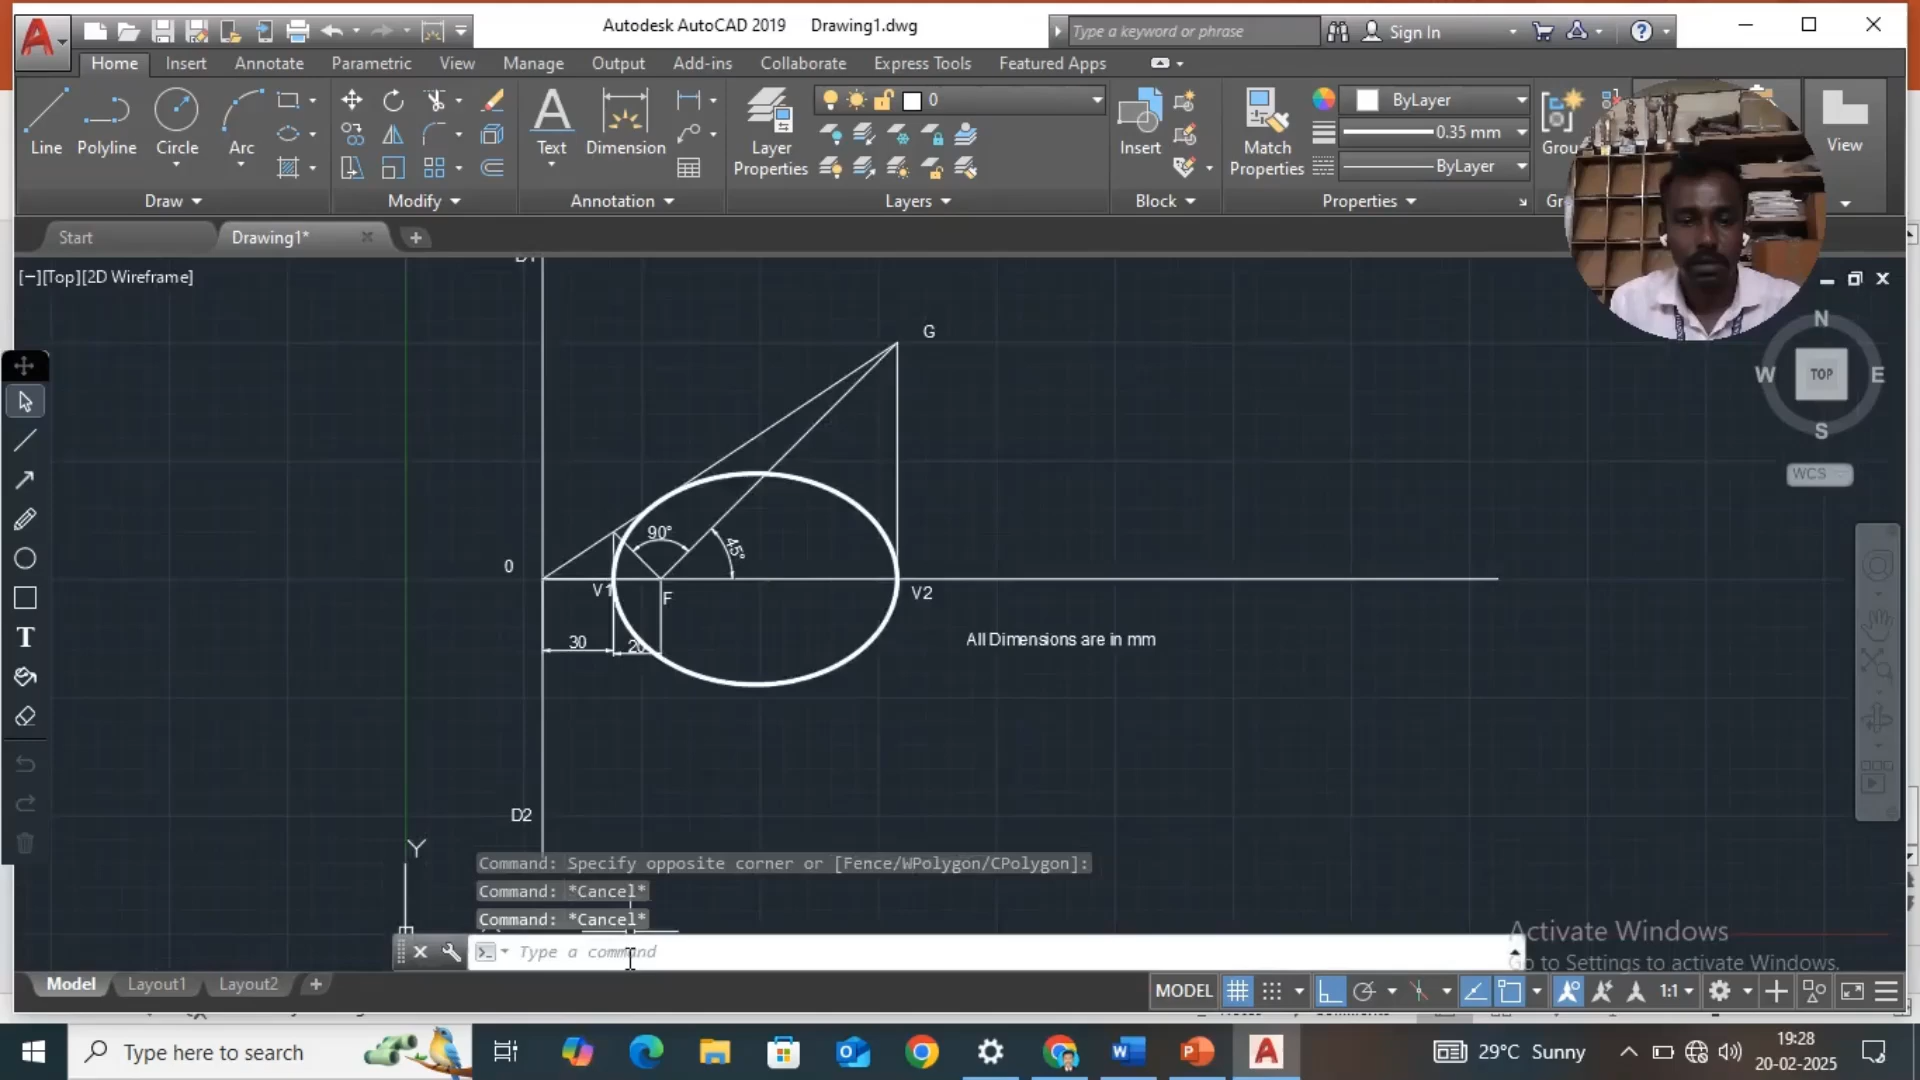 Autodesk AutoCAD 2019 Drawing1.dwg
Type a keyword or phrase
Sign In
Home Insert Annotate Parametric View Manage Output Add-ins Collaborate Express Tools Featured Apps
0
ByLayer
0.35 mm
ByLayer
Line Polyline Circle Arc
Text Dimension
Layer
Properties
Insert
Match
Properties
View
Draw Modify Annotation Layers Block Properties
Start Drawing1*
[−][Top][2D Wireframe]
N
W TOP E
S
WCS
G
90°
45°
0
V1
F
V2
30
20
All Dimensions are in mm
D2
Y
T
Command: Specify opposite corner or [Fence/WPolygon/CPolygon]:
Command: *Cancel*
Command: *Cancel*
Type a command
Activate Windows
Go to Settings to activate Windows.
Model Layout1 Layout2
MODEL
1:1
Type here to search
29°C Sunny
19:28
20-02-2025